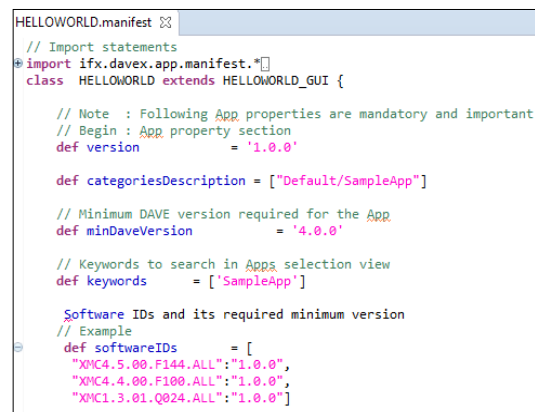 HELLOWORLD.manifest
// Import statements
import ifx.davex.app.manifest.*
class HELLOWORLD extends HELLOWORLD_GUI {
// Note : Following App properties are mandatory and important
// Begin : App property section
def version = '1.0.0'
def categoriesDescription = ["Default/SampleApp"]
// Minimum DAVE version required for the App
def minDaveVersion = '4.0.0'
// Keywords to search in Apps selection view
def keywords = ['SampleApp']
Software IDs and its required minimum version
// Example
def softwareIDs = [
"XMC4.5.00.F144.ALL":"1.0.0",
"XMC4.4.00.F100.ALL":"1.0.0",
"XMC1.3.01.Q024.ALL":"1.0.0"]